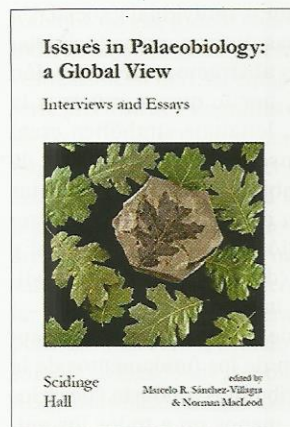 Issues in Palaeobiology:
a Global View
Interviews and Essays
Scidinge
Hall
edited by
Marcelo R. Sánchez-Villagra
& Norman MacLeod